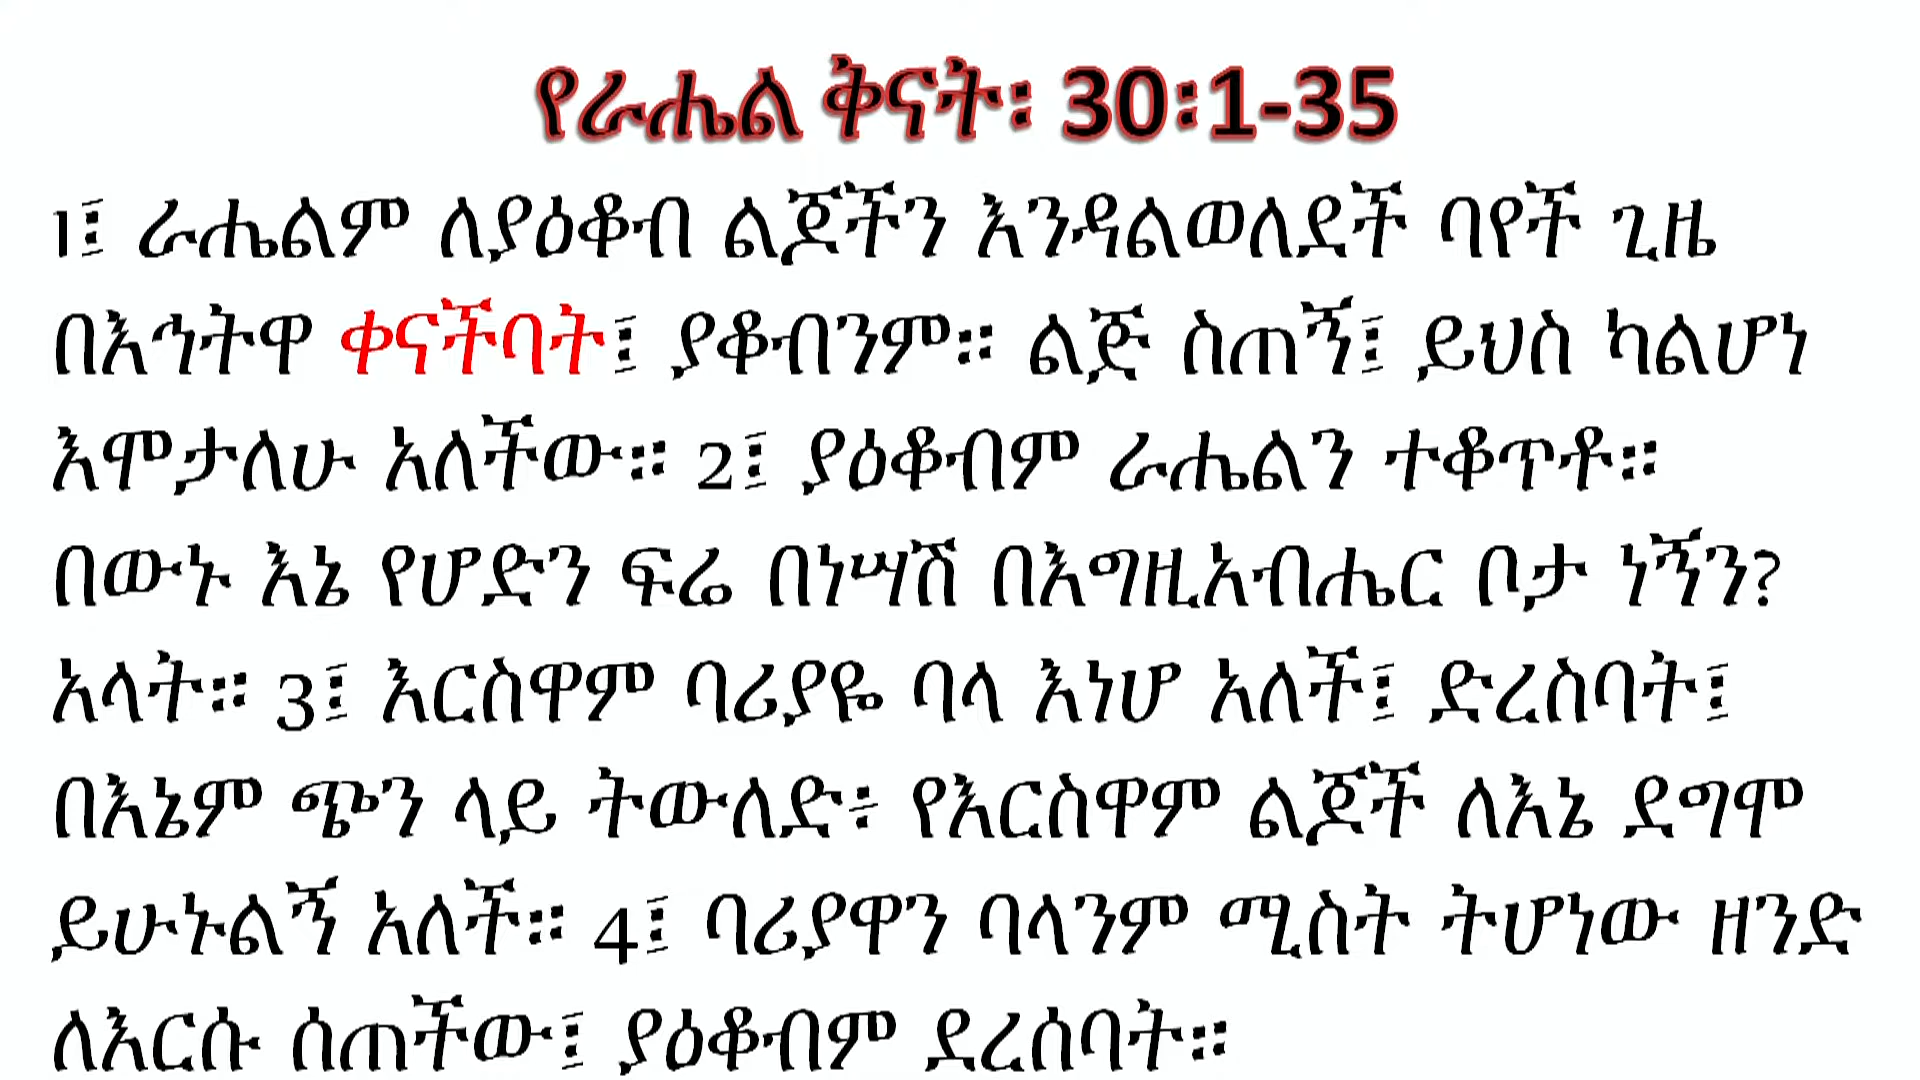 የራሔል ቅናት፡ 30፡1-35
1፤ ራሔልም ለያዕቆብ ልጆችን እንዳልወለደች ባየች ጊዜ
በእኅትዋ ቀናችባት፤ ያቆብንም። ልጅ ስጠኝ፤ ይህስ ካልሆነ
እሞታለሁ አለችው። 2፤ ያዕቆብም ራሔልን ተቆጥቶ።
በውኑ እኔ የሆድን ፍሬ በነሣሽ በእግዚአብሔር ቦታ ነኝን?
አላት። 3፤ እርስዋም ባሪያዬ ባላ እነሆ አለች፤ ድረስባት፤
በእኔም ጭን ላይ ትውለድ፥ የእርስዋም ልጆች ለእኔ ደግሞ
ይሁኑልኝ አለች። 4፤ ባሪያዋን ባላንም ሚስት ትሆነው ዘንድ
ለእርሱ ሰጠችው፤ ያዕቆብም ደረሰባት።